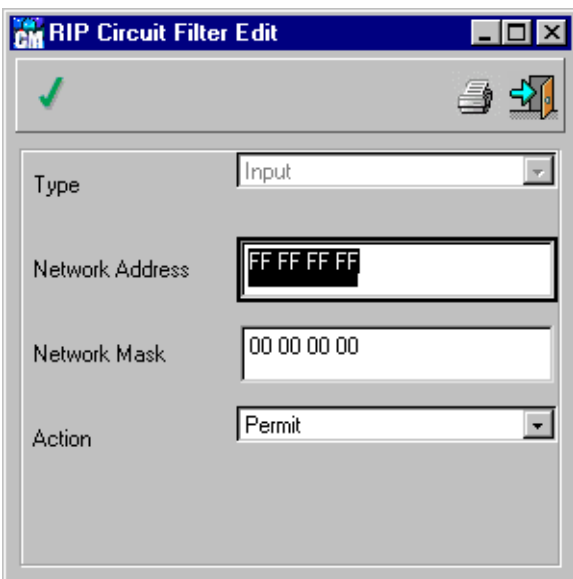 CM RIP Circuit Filter Edit
Type
Input
Network Address
FF FF FF FF
Network Mask
00 00 00 00
Action
Permit